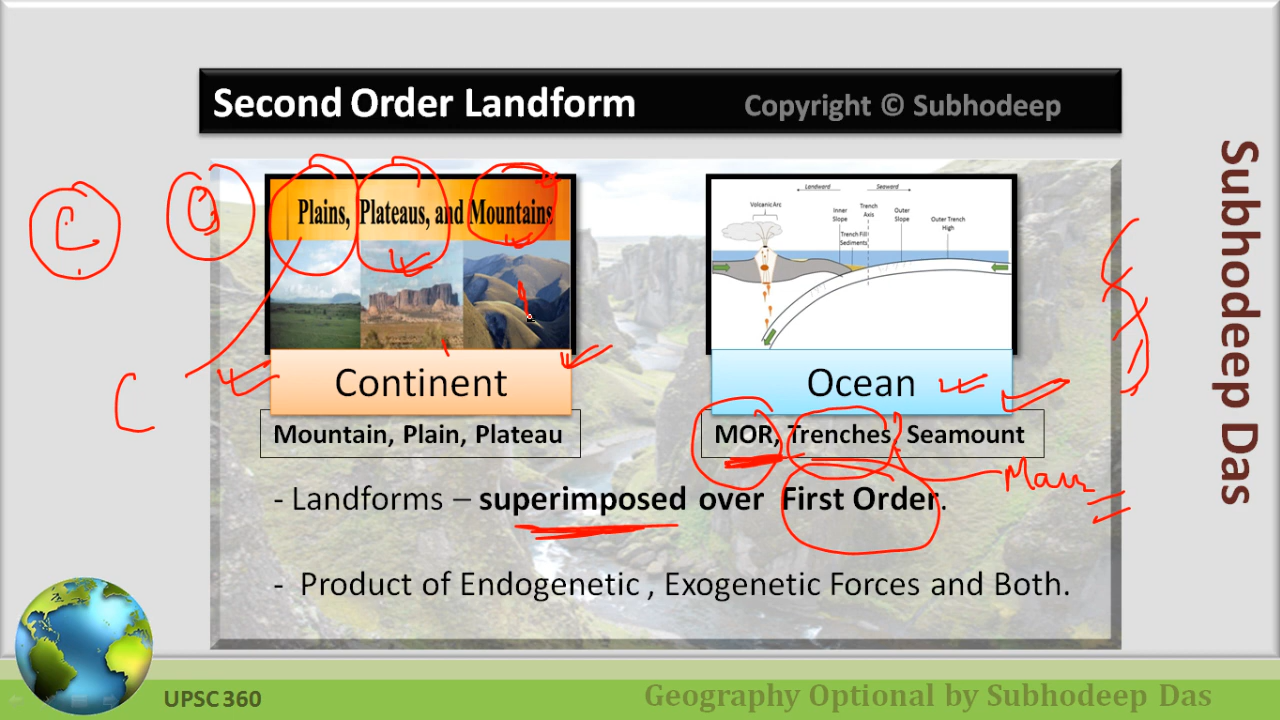 Second Order Landform
Copyright © Subhodeep
Plains, Plateaus, and Mountains
Continent
Mountain, Plain, Plateau
Landward
Seaward
Volcanic Arc
Inner
Slope
Trench
Axis
Outer
Slope
Outer Trench
High
Trench Fill
Sediments
Ocean
MOR, Trenches, Seamount
- Landforms – superimposed over First Order.
- Product of Endogenetic , Exogenetic Forces and Both.
Subhodeep Das
UPSC 360
Geography Optional by Subhodeep Das